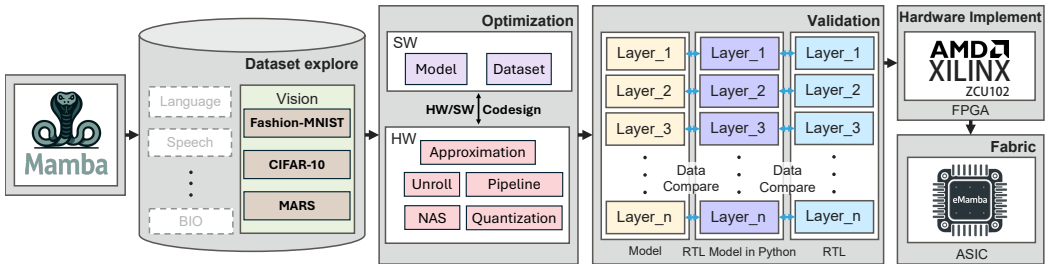 Mamba
Dataset explore
Language
Speech
BIO
Vision
Fashion-MNIST
CIFAR-10
MARS
Optimization
SW
Model
Dataset
HW/SW Codesign
HW
Approximation
Unroll
Pipeline
NAS
Quantization
Validation
Layer_1 Layer_1 Layer_1
Layer_2 Layer_2 Layer_2
Layer_3 Layer_3 Layer_3
Data Compare
Data Compare
Layer_n Layer_n Layer_n
Model
RTL Model in Python
RTL
Hardware Implement
AMD
XILINX
ZCU102
FPGA
Fabric
eMamba
ASIC